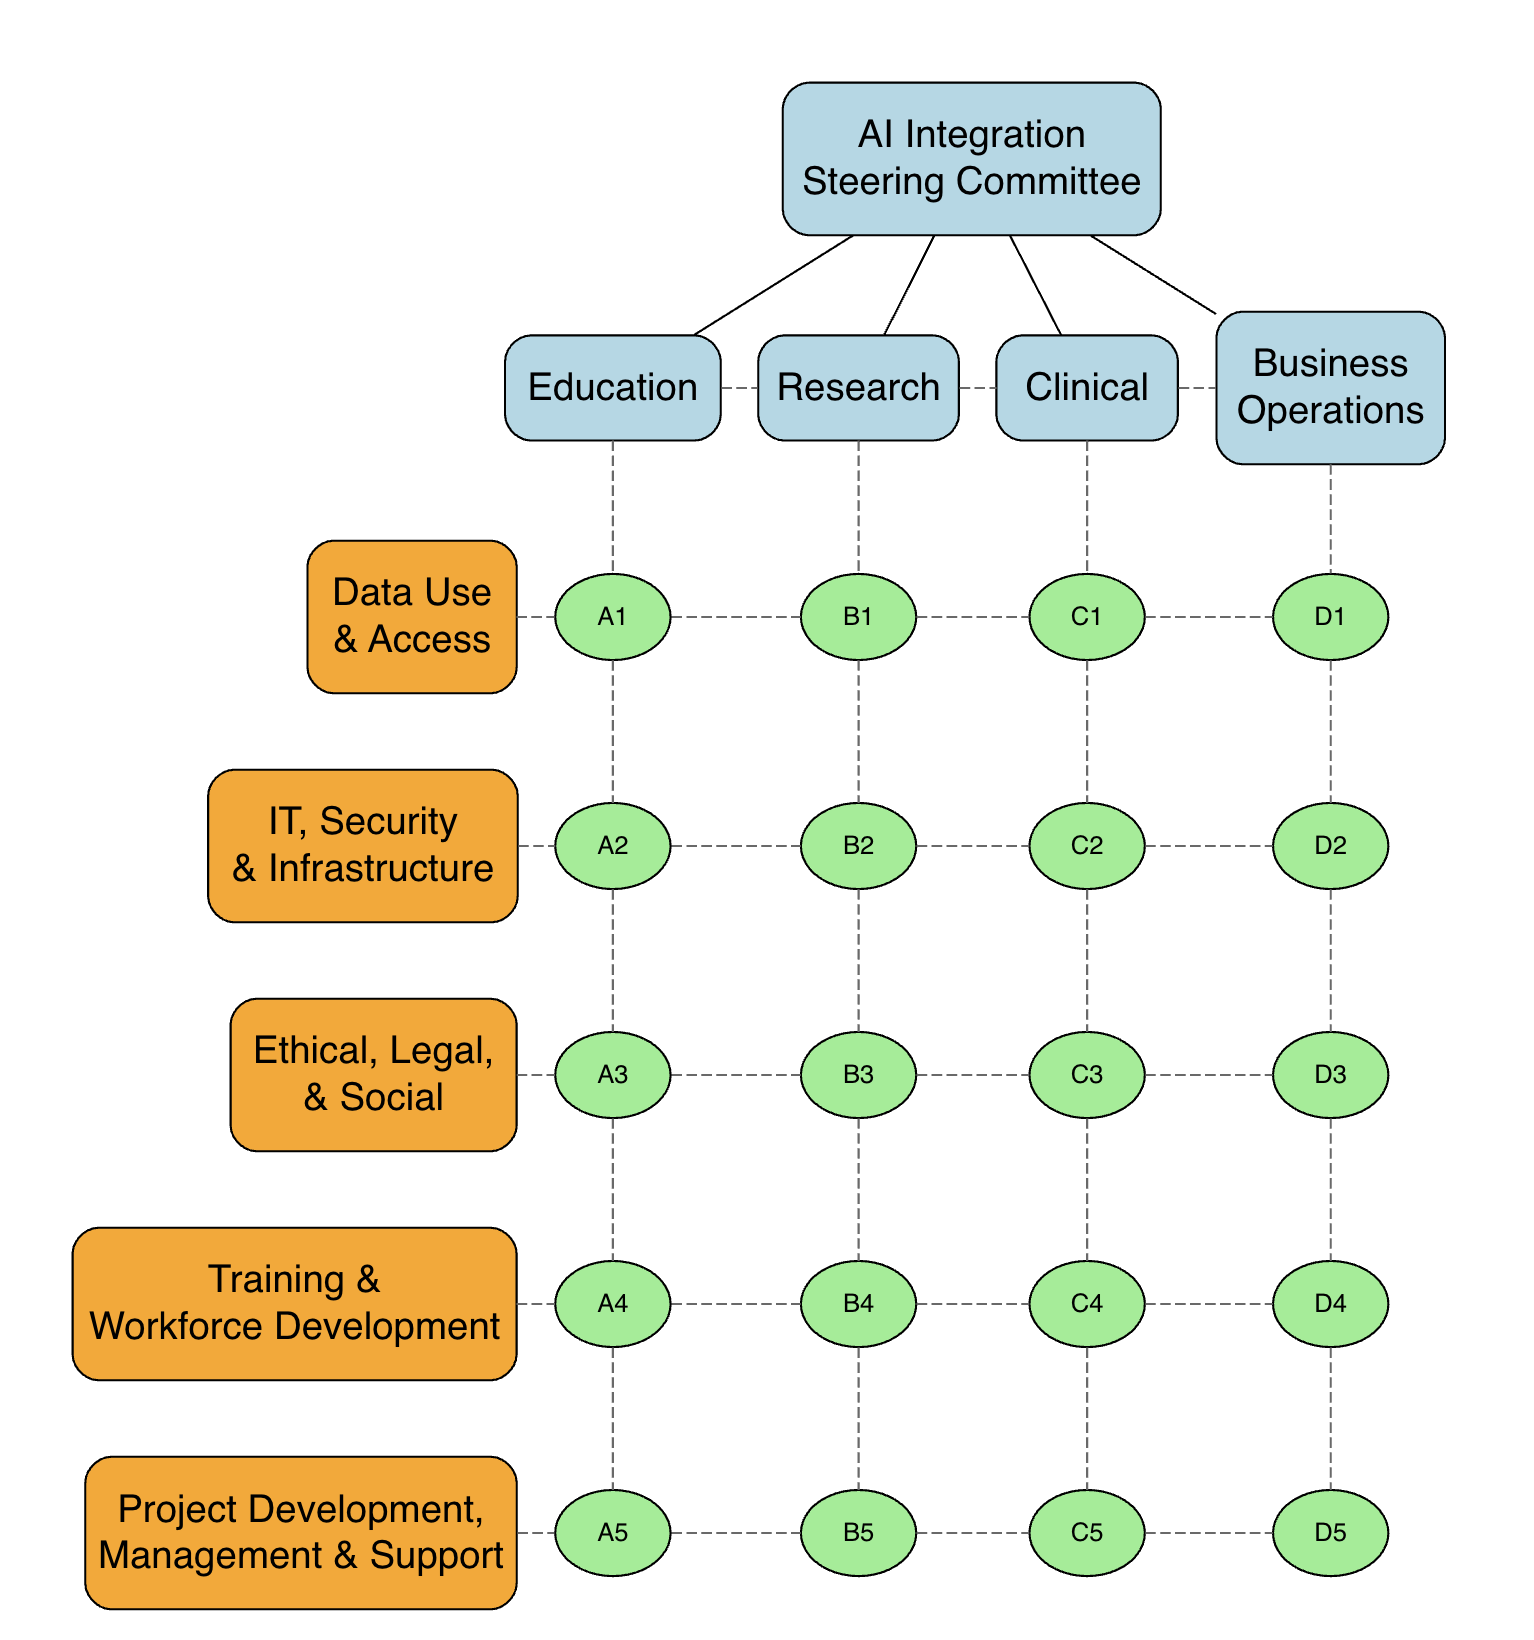 AI Integration
Steering Committee
Education
Research
Clinical
Business
Operations
Data Use
& Access
A1
B1
C1
D1
IT, Security
& Infrastructure
A2
B2
C2
D2
Ethical, Legal,
& Social
A3
B3
C3
D3
Training &
Workforce Development
A4
B4
C4
D4
Project Development,
Management & Support
A5
B5
C5
D5